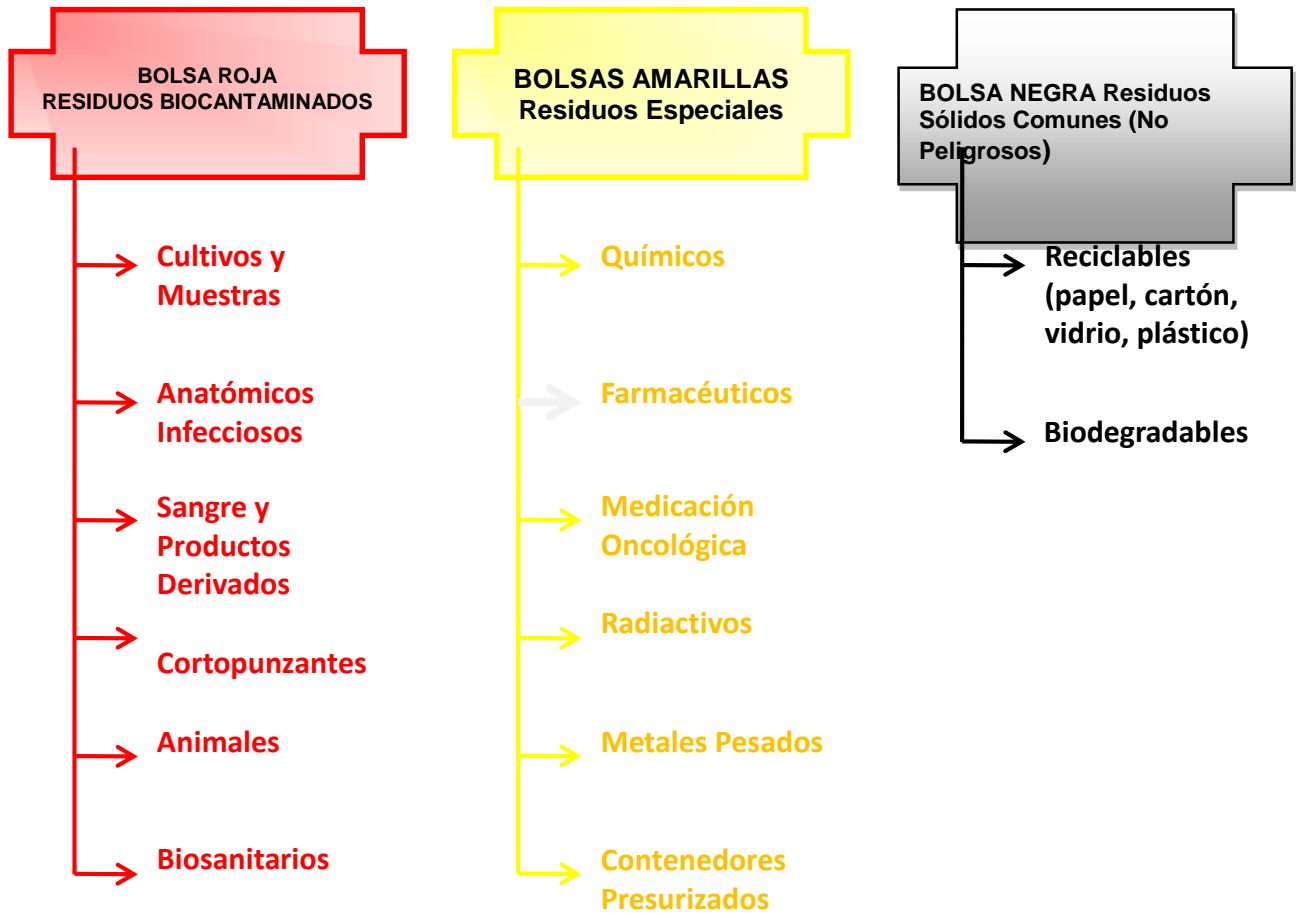 BOLSA ROJA
RESIDUOS BIOCANTAMINADOS
Cultivos y
Muestras
Anatómicos
Infecciosos
Sangre y
Productos
Derivados
Cortopunzantes
Animales
Biosanitarios
BOLSAS AMARILLAS
Residuos Especiales
Químicos
Farmacéuticos
Medicación
Oncológica
Radiactivos
Metales Pesados
Contenedores
Presurizados
BOLSA NEGRA Residuos
Sólidos Comunes (No
Peligrosos)
Reciclables
(papel, cartón,
vidrio, plástico)
Biodegradables